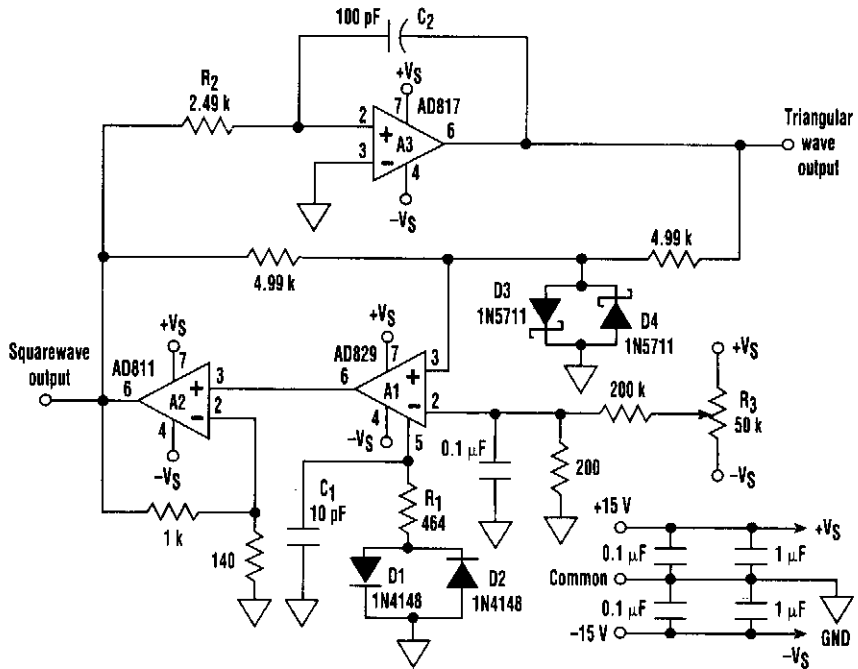 100 pF
C2
+VS
R2
2.49 k
7
AD817
2
+
A3
6
3
−
4
−VS
Triangular
wave
output
4.99 k
4.99 k
D3
1N5711
D4
1N5711
+VS
7
AD811
Squarewave
output
6
A2
3
+
2
−
4
−VS
+VS
7
AD829
6
A1
3
+
2
−
4
−VS
5
+VS
200 k
R3
50 k
−VS
0.1 µF
200
C1
10 pF
R1
464
1 k
140
D1
1N4148
D2
1N4148
+15 V
+VS
0.1 µF
1 µF
Common
0.1 µF
1 µF
GND
−15 V
−VS